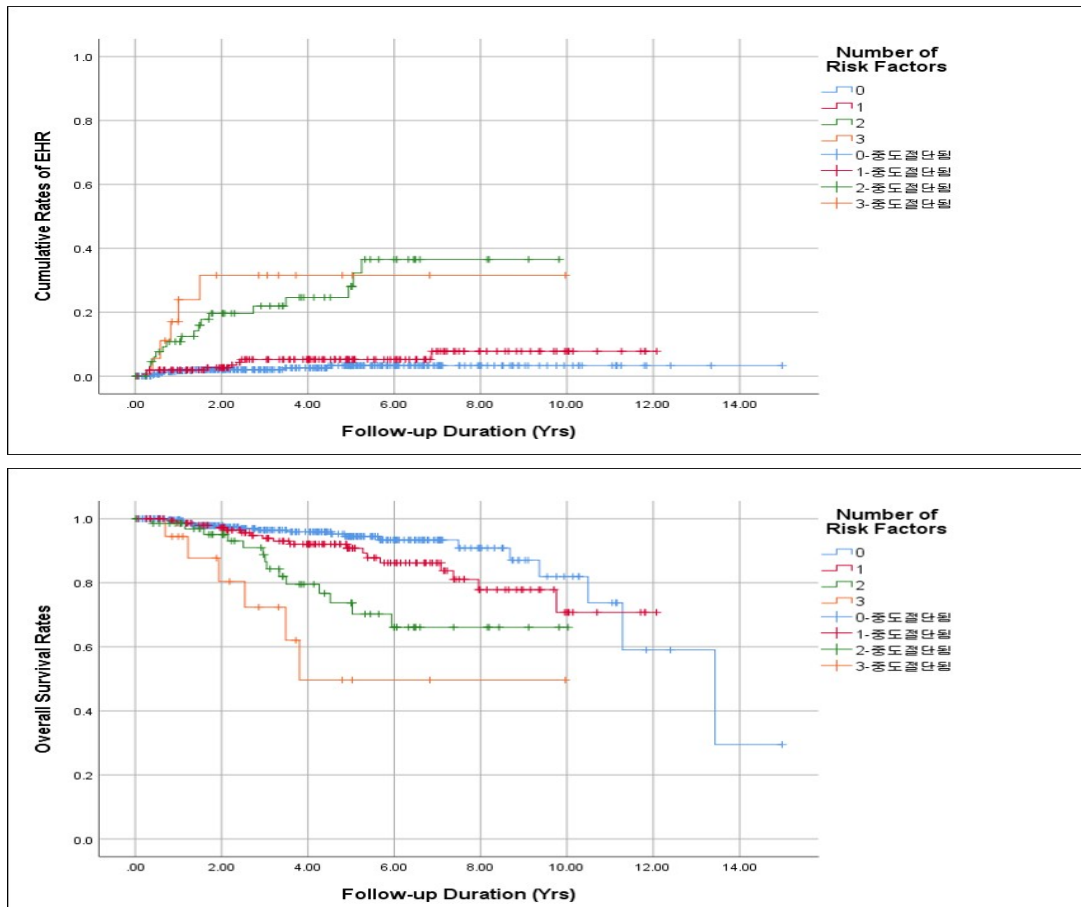 Cumulative Rates of EHR
1.0
0.8
0.6
0.4
0.2
0.0
.00 2.00 4.00 6.00 8.00 10.00 12.00 14.00
Follow-up Duration (Yrs)
Number of
Risk Factors
0
1
2
3
0-중도절단됨
1-중도절단됨
2-중도절단됨
3-중도절단됨
Overall Survival Rates
1.0
0.8
0.6
0.4
0.2
0.0
.00 2.00 4.00 6.00 8.00 10.00 12.00 14.00
Follow-up Duration (Yrs)
Number of
Risk Factors
0
1
2
3
0-중도절단됨
1-중도절단됨
2-중도절단됨
3-중도절단됨